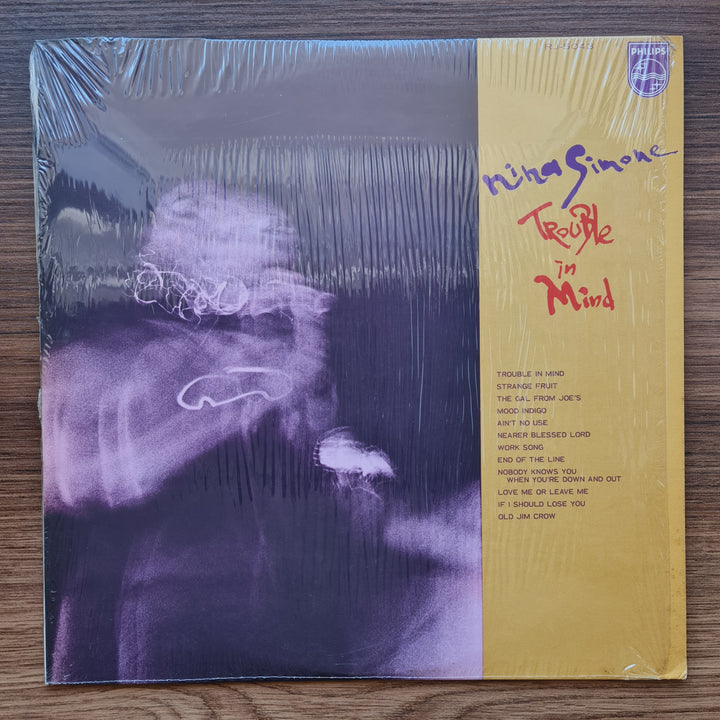 RJ-5043
PHILIPS
nina Simone
TROUBLE
in
Mind
TROUBLE IN MIND
STRANGE FRUIT
THE GAL FROM JOE'S
MOOD INDIGO
AIN'T NO USE
NEARER BLESSED LORD
WORK SONG
END OF THE LINE
NOBODY KNOWS YOU
WHEN YOU'RE DOWN AND OUT
LOVE ME OR LEAVE ME
IF I SHOULD LOSE YOU
OLD JIM CROW